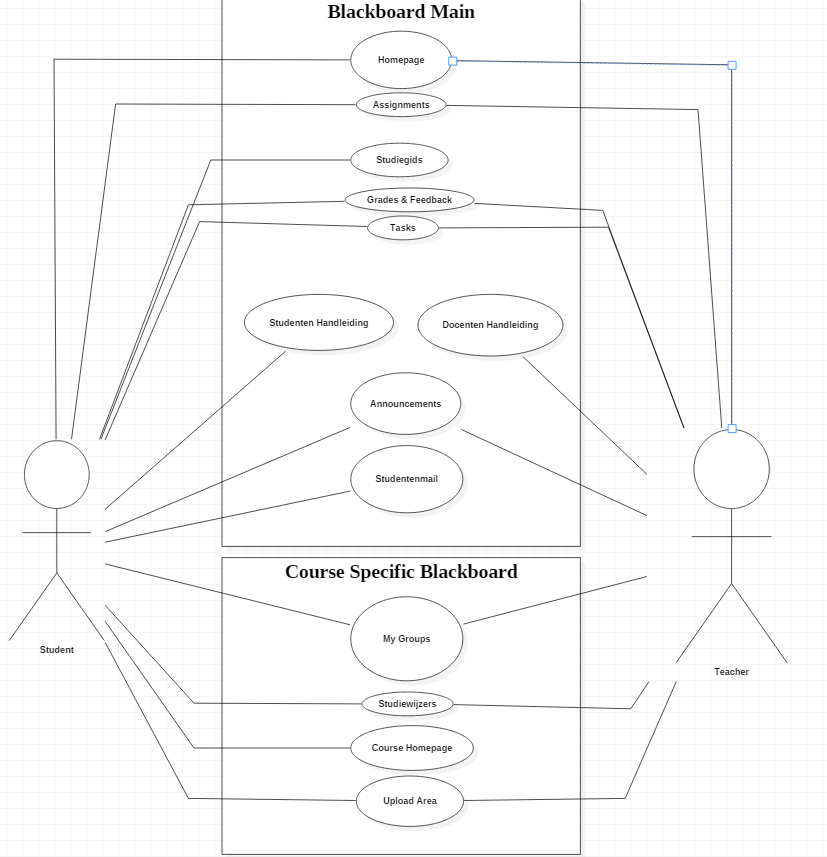 Blackboard Main
Homepage
Assignments
Studiegids
Grades & Feedback
Tasks
Studenten Handleiding
Docenten Handleiding
Announcements
Studentenmail
Course Specific Blackboard
My Groups
Student
Teacher
Studiewijzers
Course Homepage
Upload Area